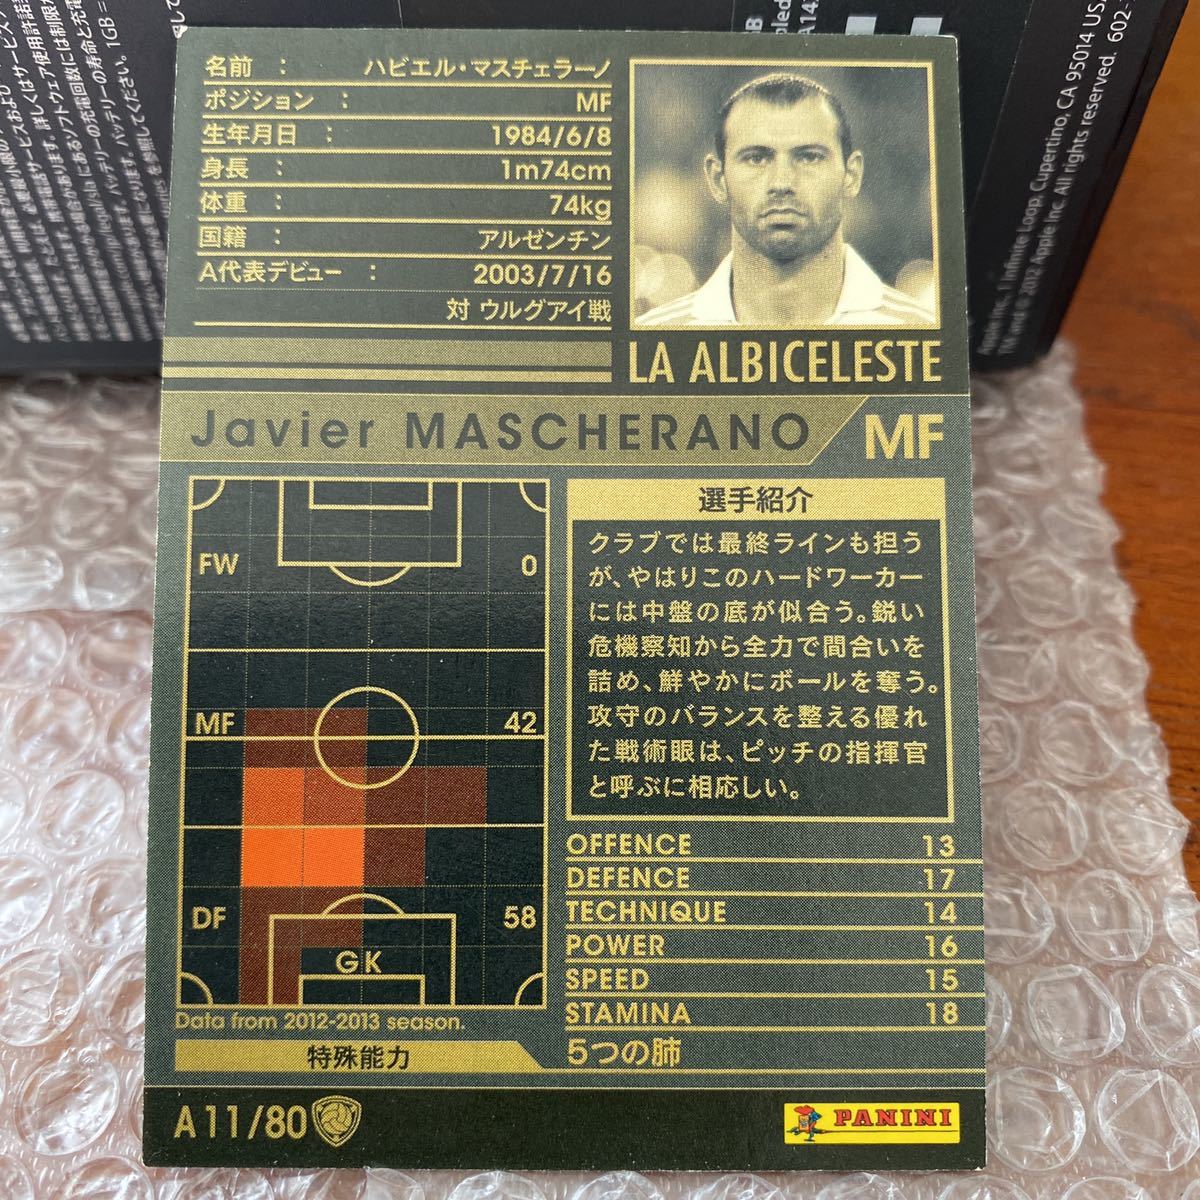 名前 : ハビエル・マスチェラーノ
ポジション : MF
生年月日 : 1984/6/8
身長 : 1m74cm
体重 : 74kg
国籍 : アルゼンチン
A代表デビュー : 2003/7/16
対 ウルグアイ戦
LA ALBICELESTE
Javier MASCHERANO
MF
FW 0
MF 42
DF 58
GK
Data from 2012-2013 season.
選手紹介
クラブでは最終ラインも担う
が、やはりこのハードワーカー
には中盤の底が似合う。鋭い
危機察知から全力で間合いを
詰め、鮮やかにボールを奪う。
攻守のバランスを整える優れ
た戦術眼は、ピッチの指揮官
と呼ぶに相応しい。
OFFENCE 13
DEFENCE 17
TECHNIQUE 14
POWER 16
SPEED 15
STAMINA 18
特殊能力
5つの肺
A11/80
PANINI
Apple Inc. 1 Infinite Loop, Cupertino, CA 95014 US
TM and © 2012 Apple Inc. All rights reserved. 602-